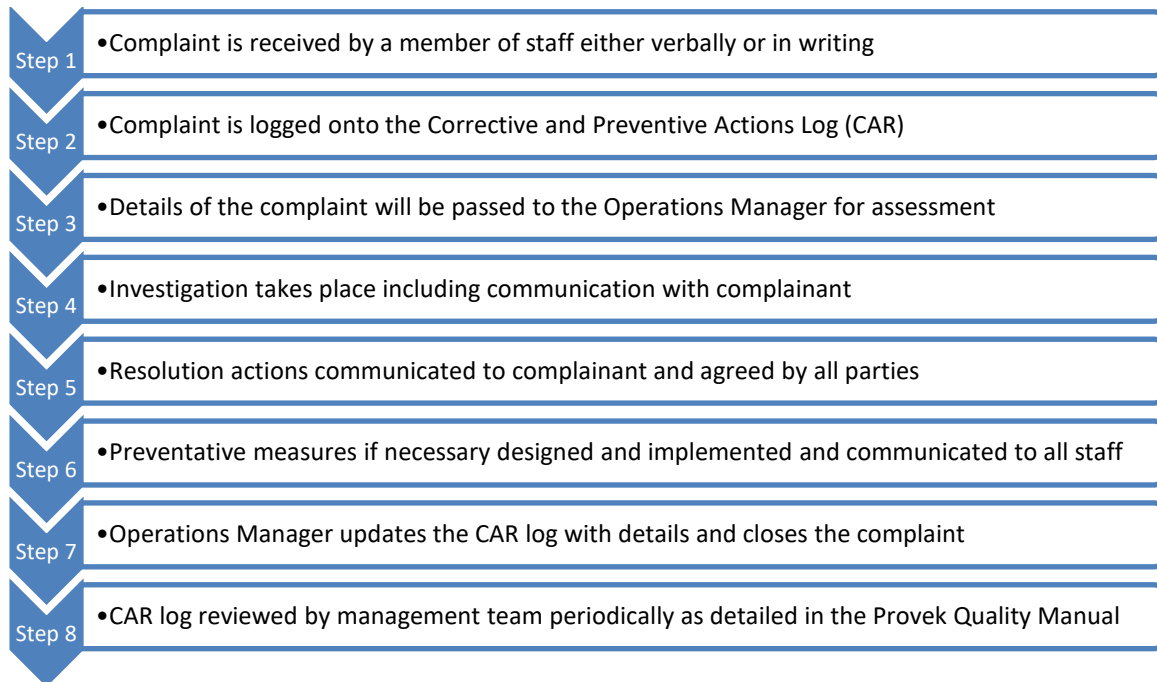 Step 1
•Complaint is received by a member of staff either verbally or in writing
Step 2
•Complaint is logged onto the Corrective and Preventive Actions Log (CAR)
Step 3
•Details of the complaint will be passed to the Operations Manager for assessment
Step 4
•Investigation takes place including communication with complainant
Step 5
•Resolution actions communicated to complainant and agreed by all parties
Step 6
•Preventative measures if necessary designed and implemented and communicated to all staff
Step 7
•Operations Manager updates the CAR log with details and closes the complaint
Step 8
•CAR log reviewed by management team periodically as detailed in the Provek Quality Manual